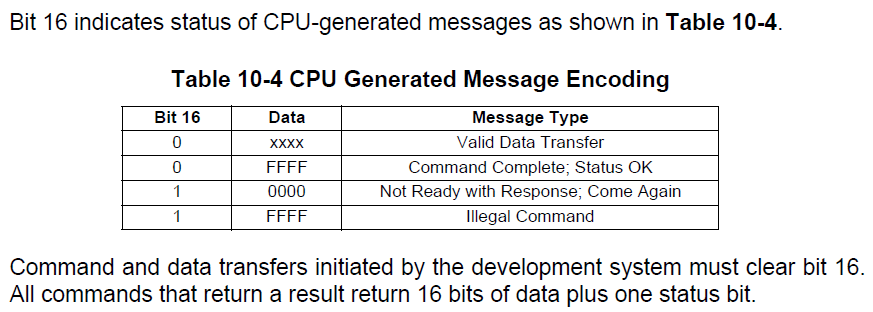 Bit 16 indicates status of CPU-generated messages as shown in Table 10-4.
Table 10-4 CPU Generated Message Encoding
Bit 16 Data Message Type
0 xxxx Valid Data Transfer
0 FFFF Command Complete; Status OK
1 0000 Not Ready with Response; Come Again
1 FFFF Illegal Command
Command and data transfers initiated by the development system must clear bit 16.
All commands that return a result return 16 bits of data plus one status bit.